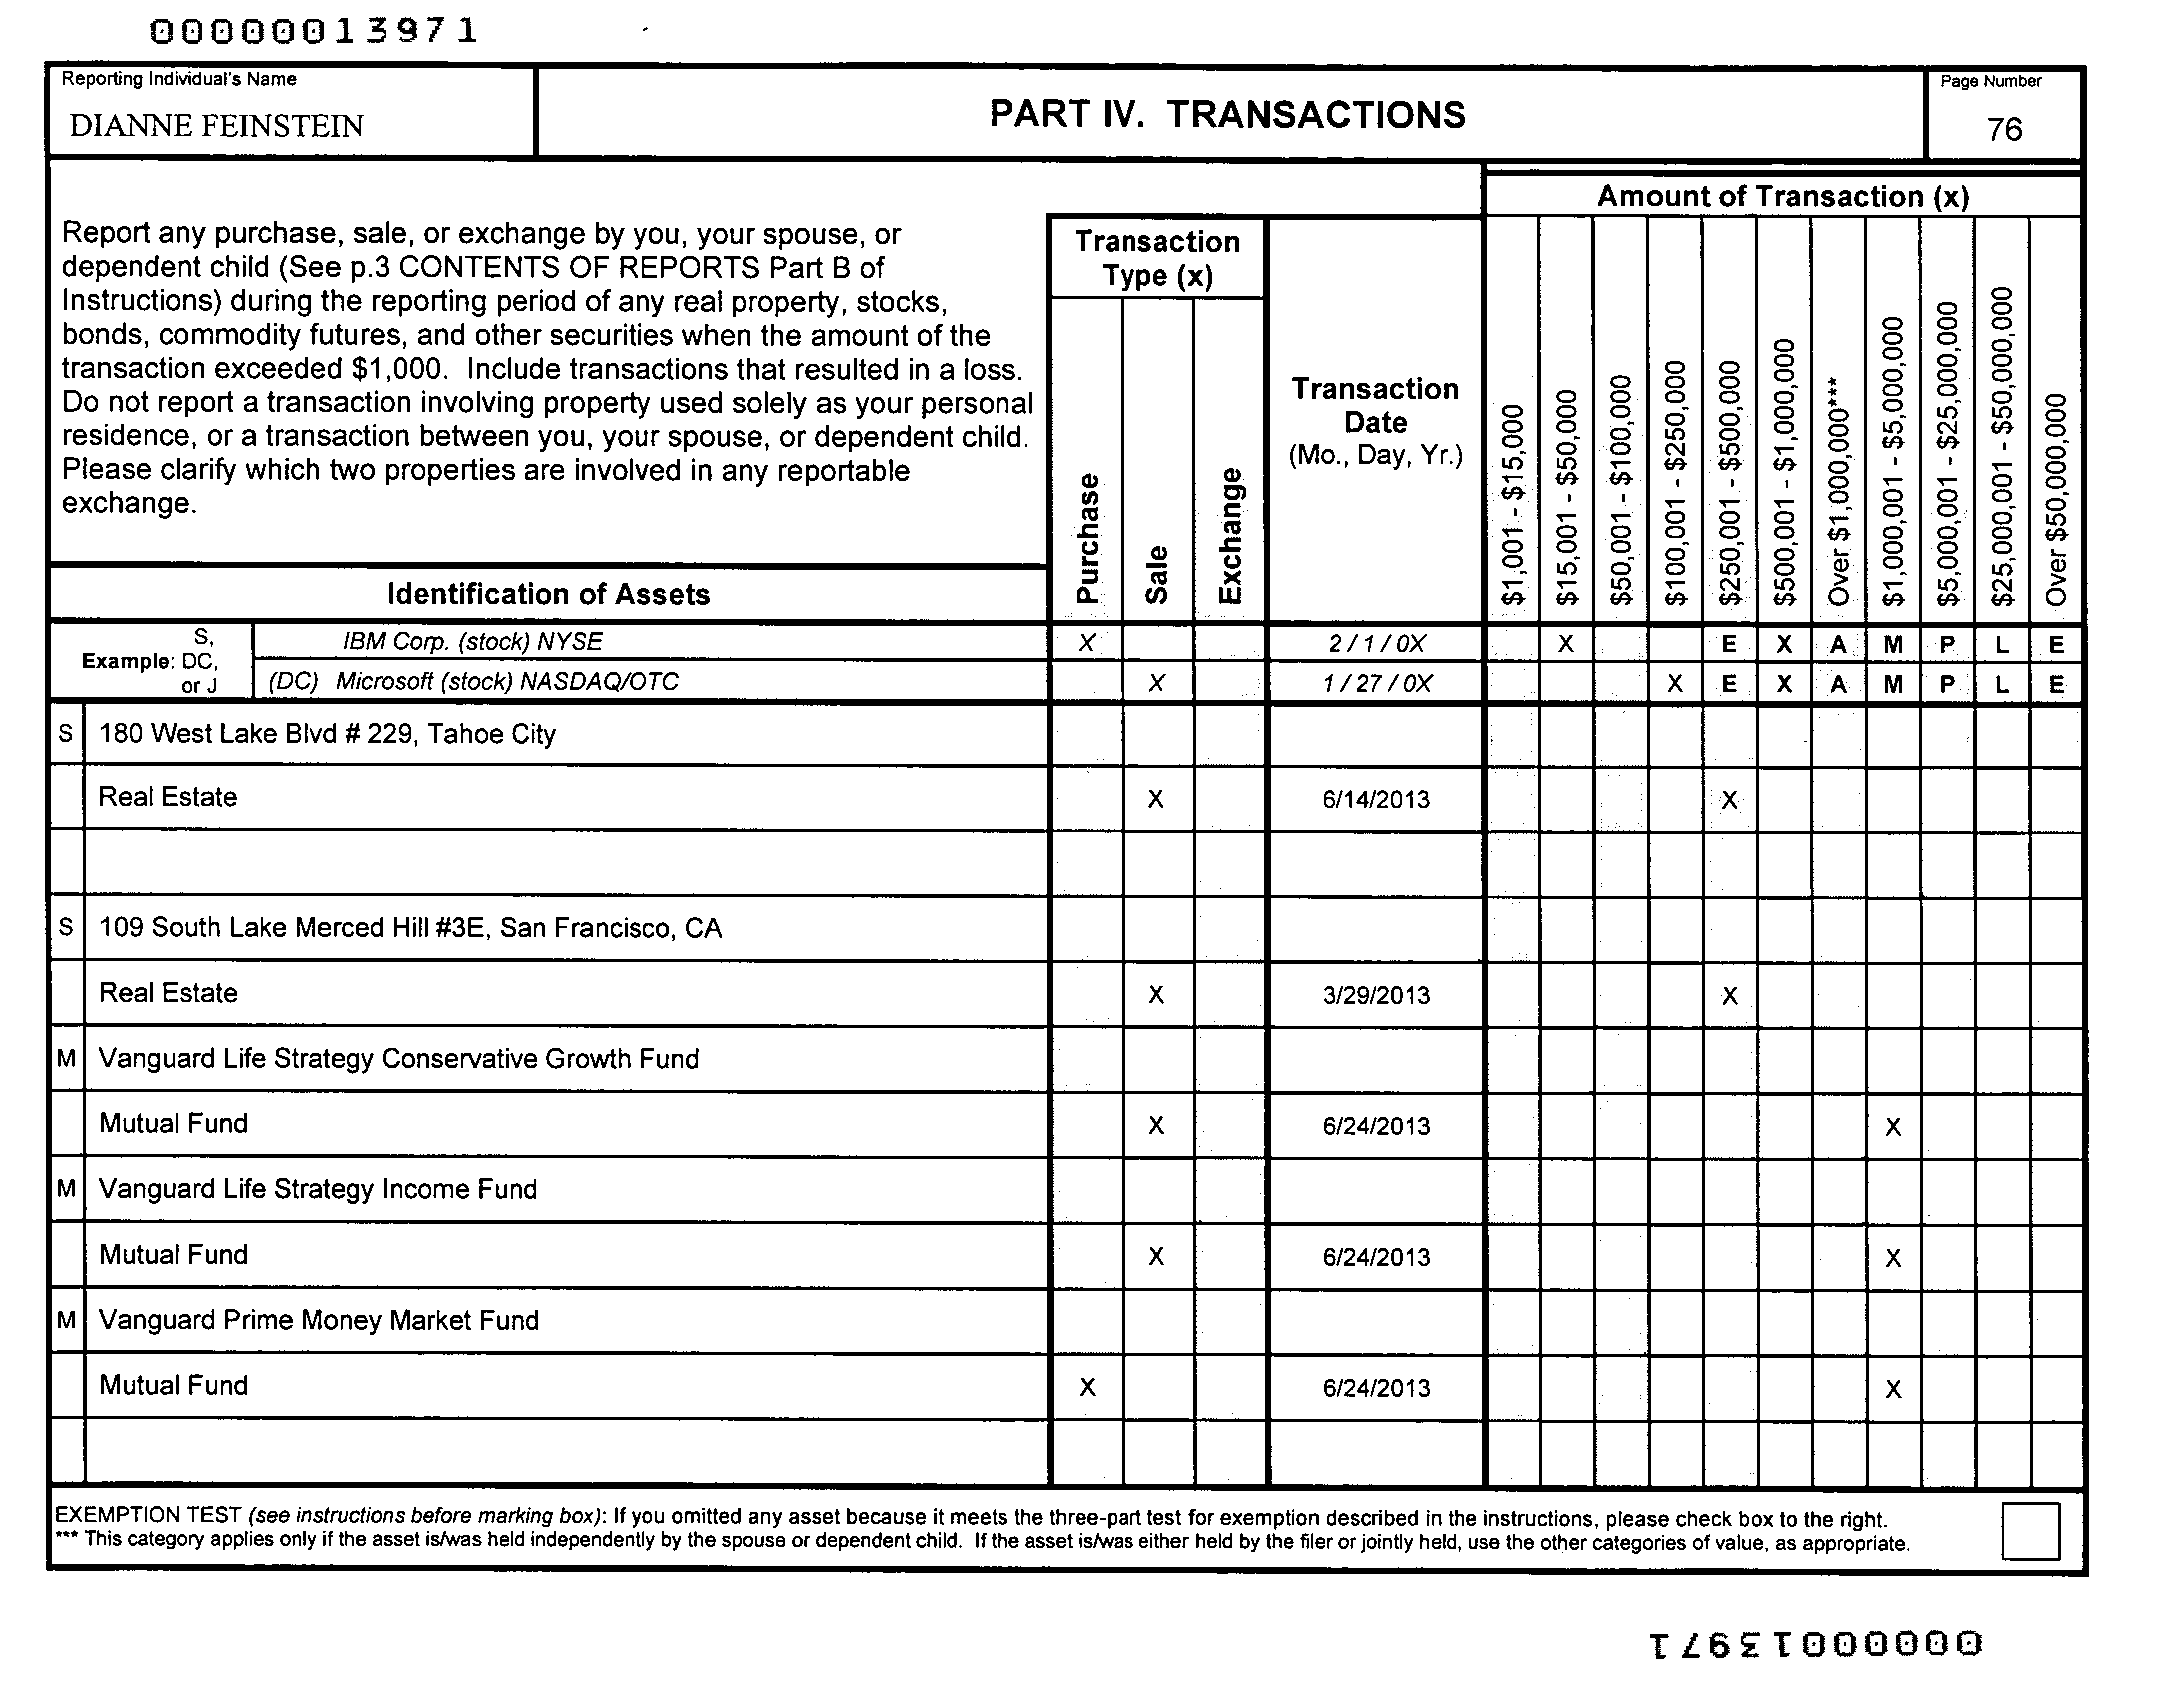 00000013971
Reporting Individual's Name
DIANNE FEINSTEIN
PART IV. TRANSACTIONS
Page Number
76
Report any purchase, sale, or exchange by you, your spouse, or
dependent child (See p.3 CONTENTS OF REPORTS Part B of
Instructions) during the reporting period of any real property, stocks,
bonds, commodity futures, and other securities when the amount of the
transaction exceeded $1,000. Include transactions that resulted in a loss.
Do not report a transaction involving property used solely as your personal
residence, or a transaction between you, your spouse, or dependent child.
Please clarify which two properties are involved in any reportable
exchange.
Identification of Assets
Transaction
Type (x)
Purchase
Sale
Exchange
Transaction
Date
(Mo., Day, Yr.)
Amount of Transaction (x)
$1,001 - $15,000
$15,001 - $50,000
$50,001 - $100,000
$100,001 - $250,000
$250,001 - $500,000
$500,001 - $1,000,000
Over $1,000,000***
$1,000,001 - $5,000,000
$5,000,001 - $25,000,000
$25,000,001 - $50,000,000
Over $50,000,000
Example: S, DC, or J
IBM Corp. (stock) NYSE X 2 / 1 / 0X X E X A M P L E
(DC) Microsoft (stock) NASDAQ/OTC X 1 / 27 / 0X X E X A M P L E
S 180 West Lake Blvd # 229, Tahoe City
Real Estate X 6/14/2013 X
S 109 South Lake Merced Hill #3E, San Francisco, CA
Real Estate X 3/29/2013 X
M Vanguard Life Strategy Conservative Growth Fund
Mutual Fund X 6/24/2013 X
M Vanguard Life Strategy Income Fund
Mutual Fund X 6/24/2013 X
M Vanguard Prime Money Market Fund
Mutual Fund X 6/24/2013 X
EXEMPTION TEST (see instructions before marking box): If you omitted any asset because it meets the three-part test for exemption described in the instructions, please check box to the right.
*** This category applies only if the asset is/was held independently by the spouse or dependent child. If the asset is/was either held by the filer or jointly held, use the other categories of value, as appropriate.
00000013971